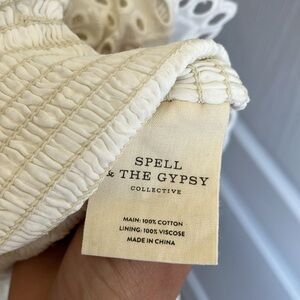 SPELL
& THE GYPSY
COLLECTIVE
MAIN: 100% COTTON
LINING: 100% VISCOSE
MADE IN CHINA